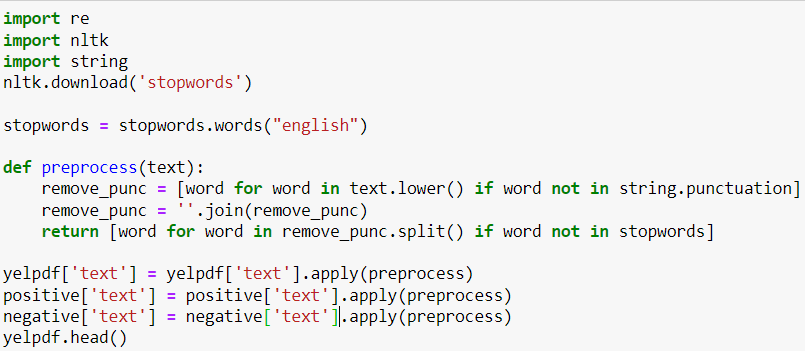 import re
import nltk
import string
nltk.download('stopwords')

stopwords = stopwords.words("english")

def preprocess(text):
    remove_punc = [word for word in text.lower() if word not in string.punctuation]
    remove_punc = ''.join(remove_punc)
    return [word for word in remove_punc.split() if word not in stopwords]

yelpdf['text'] = yelpdf['text'].apply(preprocess)
positive['text'] = positive['text'].apply(preprocess)
negative['text'] = negative['text'].apply(preprocess)
yelpdf.head()